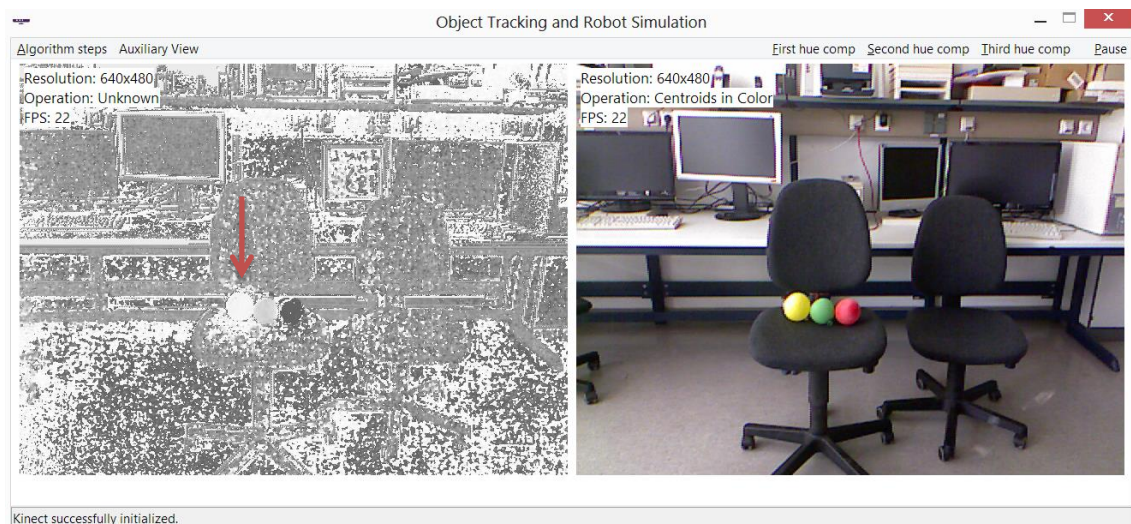 Object Tracking and Robot Simulation
Algorithm steps Auxiliary View First hue comp Second hue comp Third hue comp Pause
Resolution: 640x480
Operation: Unknown
FPS: 22
Resolution: 640x480
Operation: Centroids in Color
FPS: 22
Kinect successfully initialized.